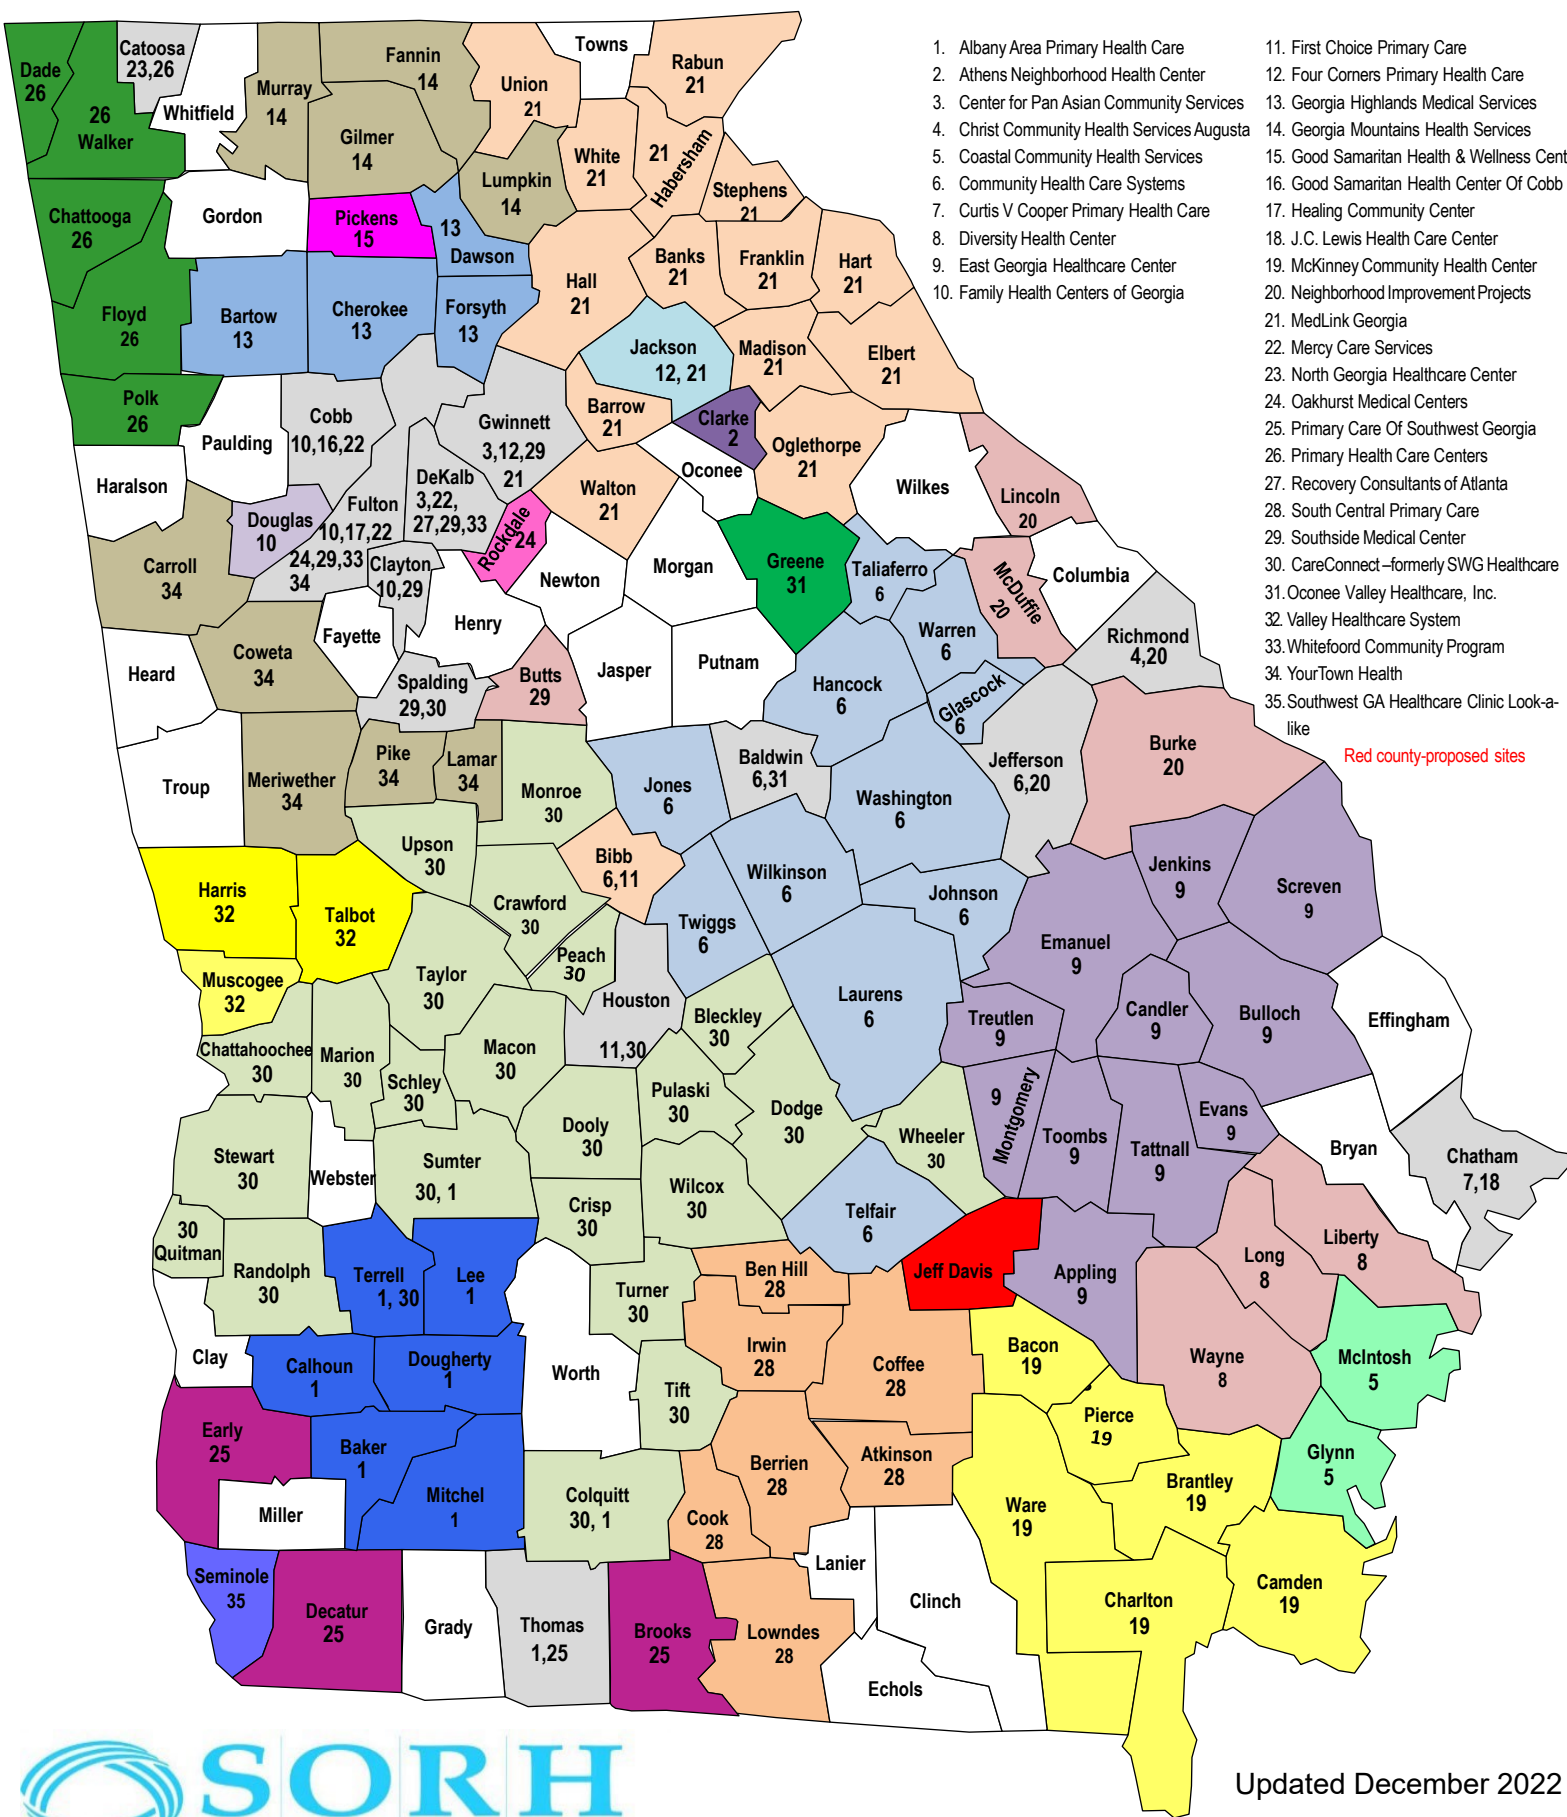 1. Albany Area Primary Health Care
2. Athens Neighborhood Health Center
3. Center for Pan Asian Community Services
4. Christ Community Health Services Augusta
5. Coastal Community Health Services
6. Community Health Care Systems
7. Curtis V Cooper Primary Health Care
8. Diversity Health Center
9. East Georgia Healthcare Center
10. Family Health Centers of Georgia
11. First Choice Primary Care
12. Four Corners Primary Health Care
13. Georgia Highlands Medical Services
14. Georgia Mountains Health Services
15. Good Samaritan Health & Wellness Cent
16. Good Samaritan Health Center Of Cobb
17. Healing Community Center
18. J.C. Lewis Health Care Center
19. McKinney Community Health Center
20. Neighborhood Improvement Projects
21. MedLink Georgia
22. Mercy Care Services
23. North Georgia Healthcare Center
24. Oakhurst Medical Centers
25. Primary Care Of Southwest Georgia
26. Primary Health Care Centers
27. Recovery Consultants of Atlanta
28. South Central Primary Care
29. Southside Medical Center
30. CareConnect –formerly SWG Healthcare
31. Oconee Valley Healthcare, Inc.
32. Valley Healthcare System
33. Whitefoord Community Program
34. YourTown Health
35. Southwest GA Healthcare Clinic Look-a-
like
Red county-proposed sites
Dade
26
26
Walker
Catoosa
23,26
Whitfield
Murray
14
Fannin
14
Gilmer
14
Union
21
Towns
Rabun
21
White
21
21
Habersham
Stephens
21
Lumpkin
14
Chattooga
26
Gordon
Pickens
15
13
Dawson
Hall
21
Banks
21
Franklin
21
Hart
21
Floyd
26
Bartow
13
Cherokee
13
Forsyth
13
Jackson
12, 21
Madison
21
Elbert
21
Polk
26
Paulding
Cobb
10,16,22
Gwinnett
3,12,29
21
Barrow
21
Clarke
2
Oconee
Oglethorpe
21
Wilkes
Lincoln
20
Haralson
Douglas
10
Fulton
10,17,22
24,29,33
34
DeKalb
3,22,
27,29,33
Rockdale
24
Walton
21
Morgan
Greene
31
Taliaferro
6
McDuffie
20
Columbia
Carroll
34
Clayton
10,29
Newton
Henry
Fayette
Coweta
34
Heard
Spalding
29,30
Butts
29
Jasper
Putnam
Hancock
6
Warren
6
Glascock
6
Richmond
4,20
Burke
20
Jefferson
6,20
Troup
Meriwether
34
Pike
34
Lamar
34
Monroe
30
Jones
6
Baldwin
6,31
Washington
6
Upson
30
Bibb
6,11
Wilkinson
6
Johnson
6
Jenkins
9
Screven
9
Harris
32
Talbot
32
Crawford
30
Peach
30
Twiggs
6
Emanuel
9
Muscogee
32
Taylor
30
Houston
11,30
Bleckley
30
Laurens
6
Treutlen
9
Candler
9
Bulloch
9
Effingham
Chattahoochee
30
Marion
30
Schley
30
Macon
30
Pulaski
30
Dodge
30
Dooly
30
Wheeler
30
9
Montgomery
Toombs
9
Tattnall
9
Evans
9
Bryan
Chatham
7,18
Stewart
30
Webster
Sumter
30, 1
Crisp
30
Wilcox
30
Telfair
6
30
Quitman
Randolph
30
Terrell
1, 30
Lee
1
Turner
30
Ben Hill
28
Jeff Davis
Appling
9
Long
8
Liberty
8
Clay
Calhoun
1
Dougherty
1
Worth
Tift
30
Irwin
28
Coffee
28
Bacon
19
Wayne
8
McIntosh
5
Early
25
Baker
1
Mitchel
1
Miller
Colquitt
30, 1
Cook
28
Berrien
28
Atkinson
28
Pierce
19
Brantley
19
Glynn
5
Ware
19
Seminole
35
Decatur
25
Grady
Thomas
1,25
Brooks
25
Lowndes
28
Lanier
Clinch
Echols
Charlton
19
Camden
19
SORH
Updated December 2022